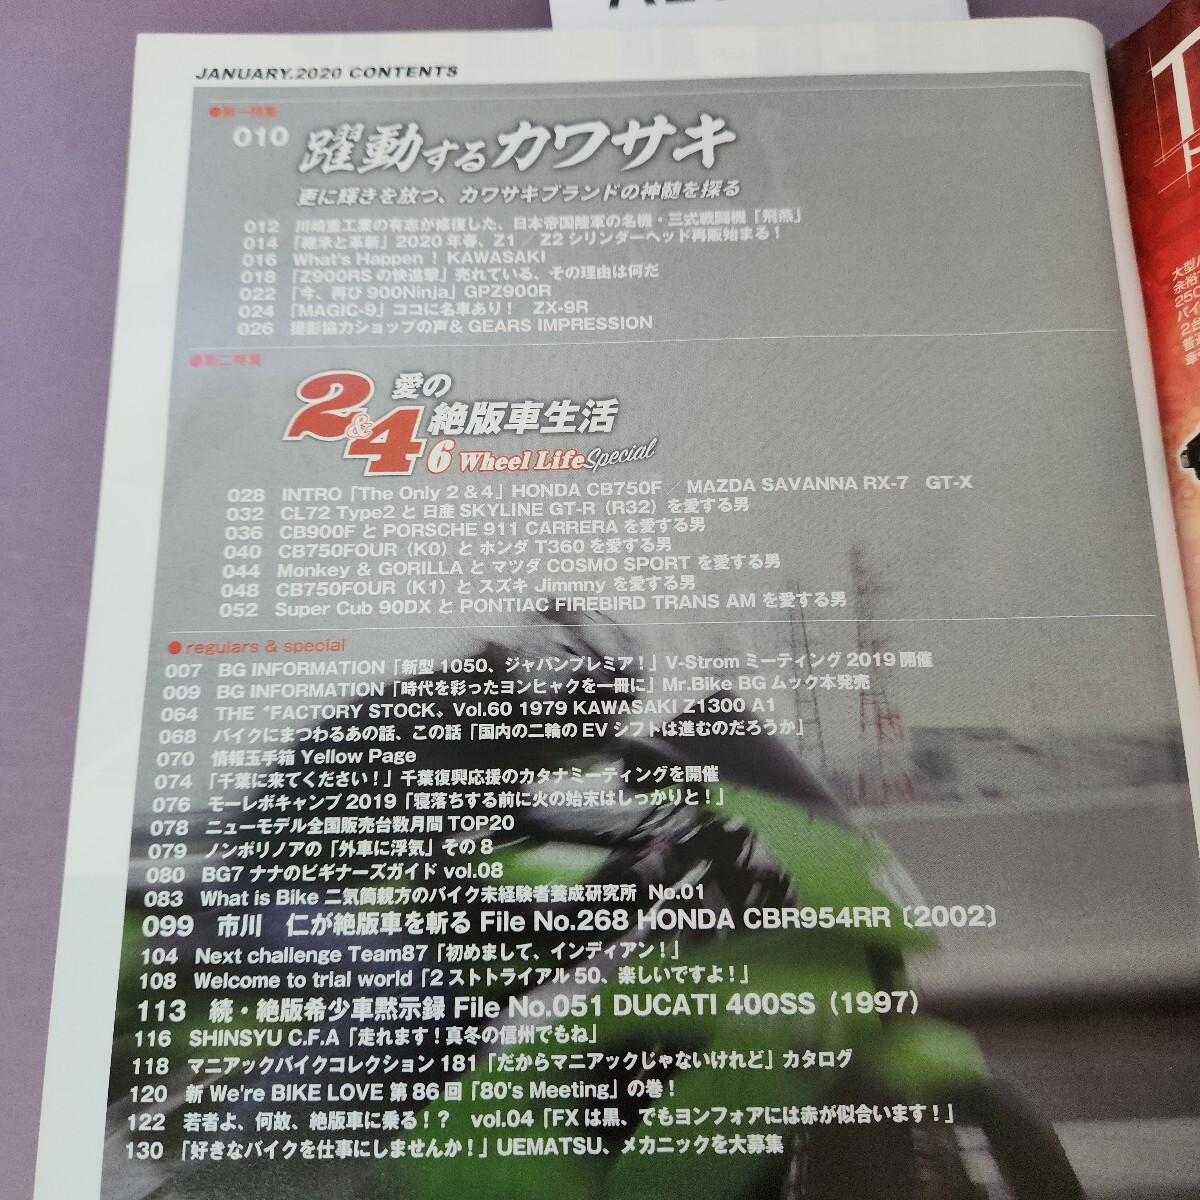 JANUARY.2020 CONTENTS
●第一特集
010 躍動するカワサキ
更に輝きを放つ、カワサキブランドの神髄を探る
012 川崎重工業の有志が修復した、日本帝国陸軍の名機・三式戦闘機「飛燕」
014 「継承と革新」2020年春、Z1／Z2シリンダーヘッド再販始まる！
016 What's Happen！KAWASAKI
018 「Z900RSの快進撃」売れている、その理由は何だ
022 「今、再び900Ninja」GPZ900R
024 「MAGIC-9」ココに名車あり！ ZX-9R
026 撮影協力ショップの声& GEARS IMPRESSION
●第二特集
2&4 愛の絶版車生活
6 Wheel Life Special
028 INTRO「The Only 2＆4」HONDA CB750F／MAZDA SAVANNA RX-7 GT-X
032 CL72 Type2 と 日産 SKYLINE GT-R（R32）を愛する男
036 CB900F と PORSCHE 911 CARRERA を愛する男
040 CB750FOUR（K0）と ホンダ T360 を愛する男
044 Monkey & GORILLA と マツダ COSMO SPORT を愛する男
048 CB750FOUR（K1）と スズキ Jimmny を愛する男
052 Super Cub 90DX と PONTIAC FIREBIRD TRANS AM を愛する男
●regulars & special
007 BG INFORMATION「新型1050、ジャパンプレミア！」V-Strom ミーティング2019開催
009 BG INFORMATION「時代を彩ったヨンヒャクを一冊に」Mr.Bike BG ムック本発売
064 THE “FACTORY STOCK〟Vol.60 1979 KAWASAKI Z1300 A1
068 バイクにまつわるあの話、この話「国内の二輪のEVシフトは進むのだろうか」
070 情報玉手箱 Yellow Page
074 「千葉に来てください！」千葉復興応援のカタナミーティングを開催
076 モーレボキャンプ2019「寝落ちする前に火の始末はしっかりと！」
078 ニューモデル全国販売台数月間TOP20
079 ノンポリノアの「外車に浮気」その8
080 BG7 ナナのビギナーズガイド vol.08
083 What is Bike 二気筒親方のバイク未経験者養成研究所 No.01
099 市川 仁が絶版車を斬る File No.268 HONDA CBR954RR〔2002〕
104 Next challenge Team87「初めまして、インディアン！」
108 Welcome to trial world「2ストトライアル50、楽しいですよ！」
113 続・絶版希少車黙示録 File No.051 DUCATI 400SS（1997）
116 SHINSYU C.F.A「走れます！真冬の信州でもね」
118 マニアックバイクコレクション181「だからマニアックじゃないけれど」カタログ
120 新 We're BIKE LOVE 第86回「80's Meeting」の巻！
122 若者よ、何故、絶版車に乗る！？ vol.04「FXは黒、でもヨンフォアには赤が似合います！」
130 「好きなバイクを仕事にしませんか！」UEMATSU、メカニックを大募集